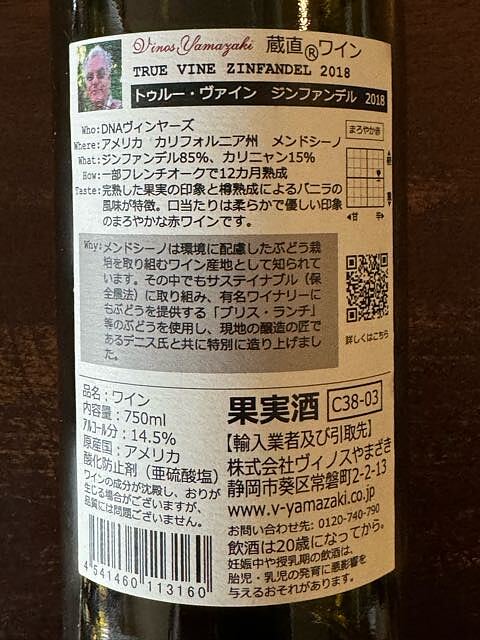 Vinos Yamazaki 蔵直®ワイン
TRUE VINE ZINFANDEL 2018
トゥルー・ヴァイン ジンファンデル 2018
Who:DNAヴィンヤーズ
Where:アメリカ カリフォルニア州 メンドシーノ
What:ジンファンデル85%、カリニャン15%
How:一部フレンチオークで12カ月熟成
Taste:完熟した果実の印象と樽熟成によるバニラの
風味が特徴。口当たりは柔らかで優しい印象
のまろやかな赤ワインです。
まろやか赤
軽
重
◀甘 辛▶
Why:メンドシーノは環境に配慮したぶどう栽
培を取り組むワイン産地として知られて
います。その中でもサステイナブル（保
全農法）に取り組み、有名ワイナリーに
もぶどうを提供する「ブリス・ランチ」
等のぶどうを使用し、現地の醸造の匠で
あるデニス氏と共に特別に造り上げまし
た。
詳しくはこちら
品名：ワイン
内容量：750ml
アルコール分：14.5%
原産国：アメリカ
酸化防止剤（亜硫酸塩）
ワインの成分が沈殿し、おりが
生じる場合がございますが、
品質には問題ございません。
4 541460 113160
果実酒 C38-03
【輸入業者及び引取先】
株式会社ヴィノスやまざき
静岡市葵区常磐町2-2-13
www.v-yamazaki.co.jp
お問い合わせ先: 0120-740-790
飲酒は20歳になってから。
妊娠中や授乳期の飲酒は、
胎児・乳児の発育に悪影響を
与えるおそれがあります。